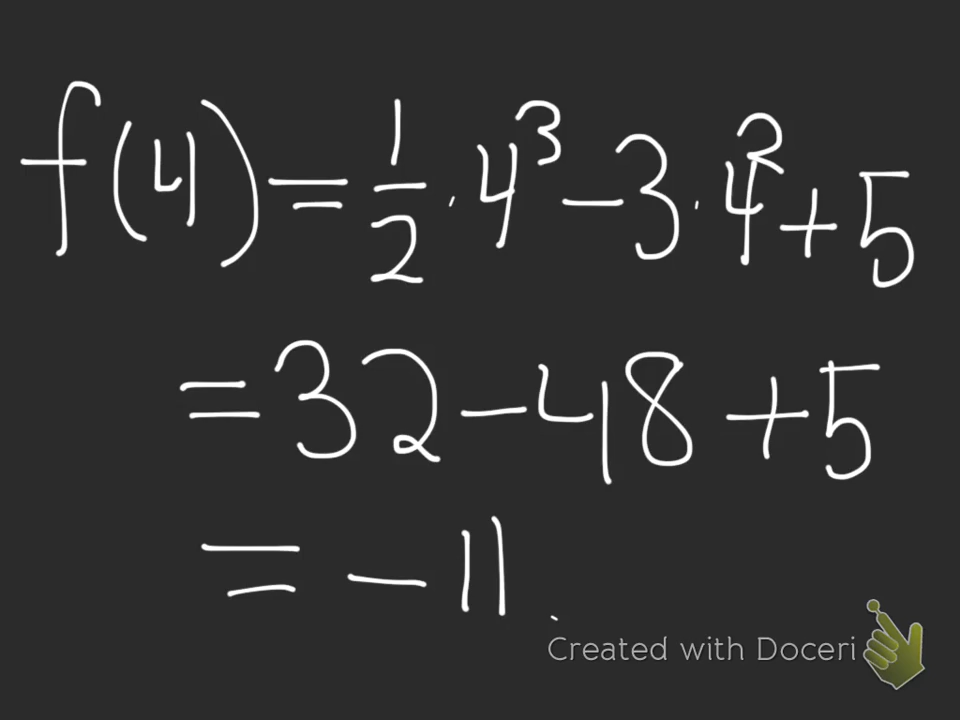 f(4) = 1/2 · 4³ − 3 · 4² + 5
= 32 − 48 + 5
= − 11 .
Created with Doceri